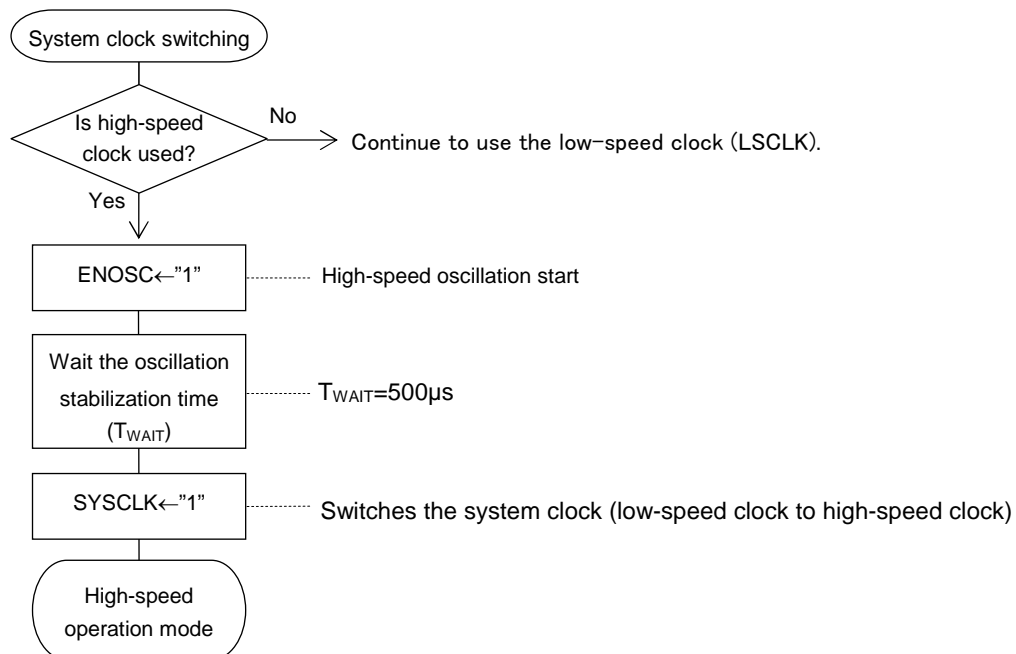 System clock switching
Is high-speed
clock used?
No
Continue to use the low-speed clock (LSCLK).
Yes
ENOSC←”1”
High-speed oscillation start
Wait the oscillation
stabilization time
(TWAIT)
TWAIT=500µs
SYSCLK←”1”
Switches the system clock (low-speed clock to high-speed clock)
High-speed
operation mode